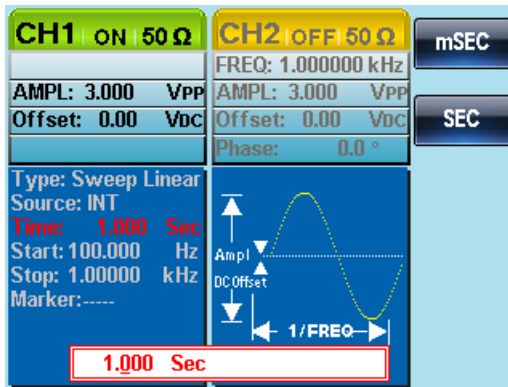 CH1 ON 50 Ω
AMPL: 3.000 VPP
Offset: 0.00 VDC
CH2 OFF 50 Ω
FREQ: 1.000000 kHz
AMPL: 3.000 VPP
Offset: 0.00 VDC
Phase: 0.0 °
mSEC
SEC
Type: Sweep Linear
Source: INT
Time: 1.000 Sec
Start: 100.000 Hz
Stop: 1.00000 kHz
Marker:-----
Ampl
DC Offset
1/FREQ
1.000 Sec